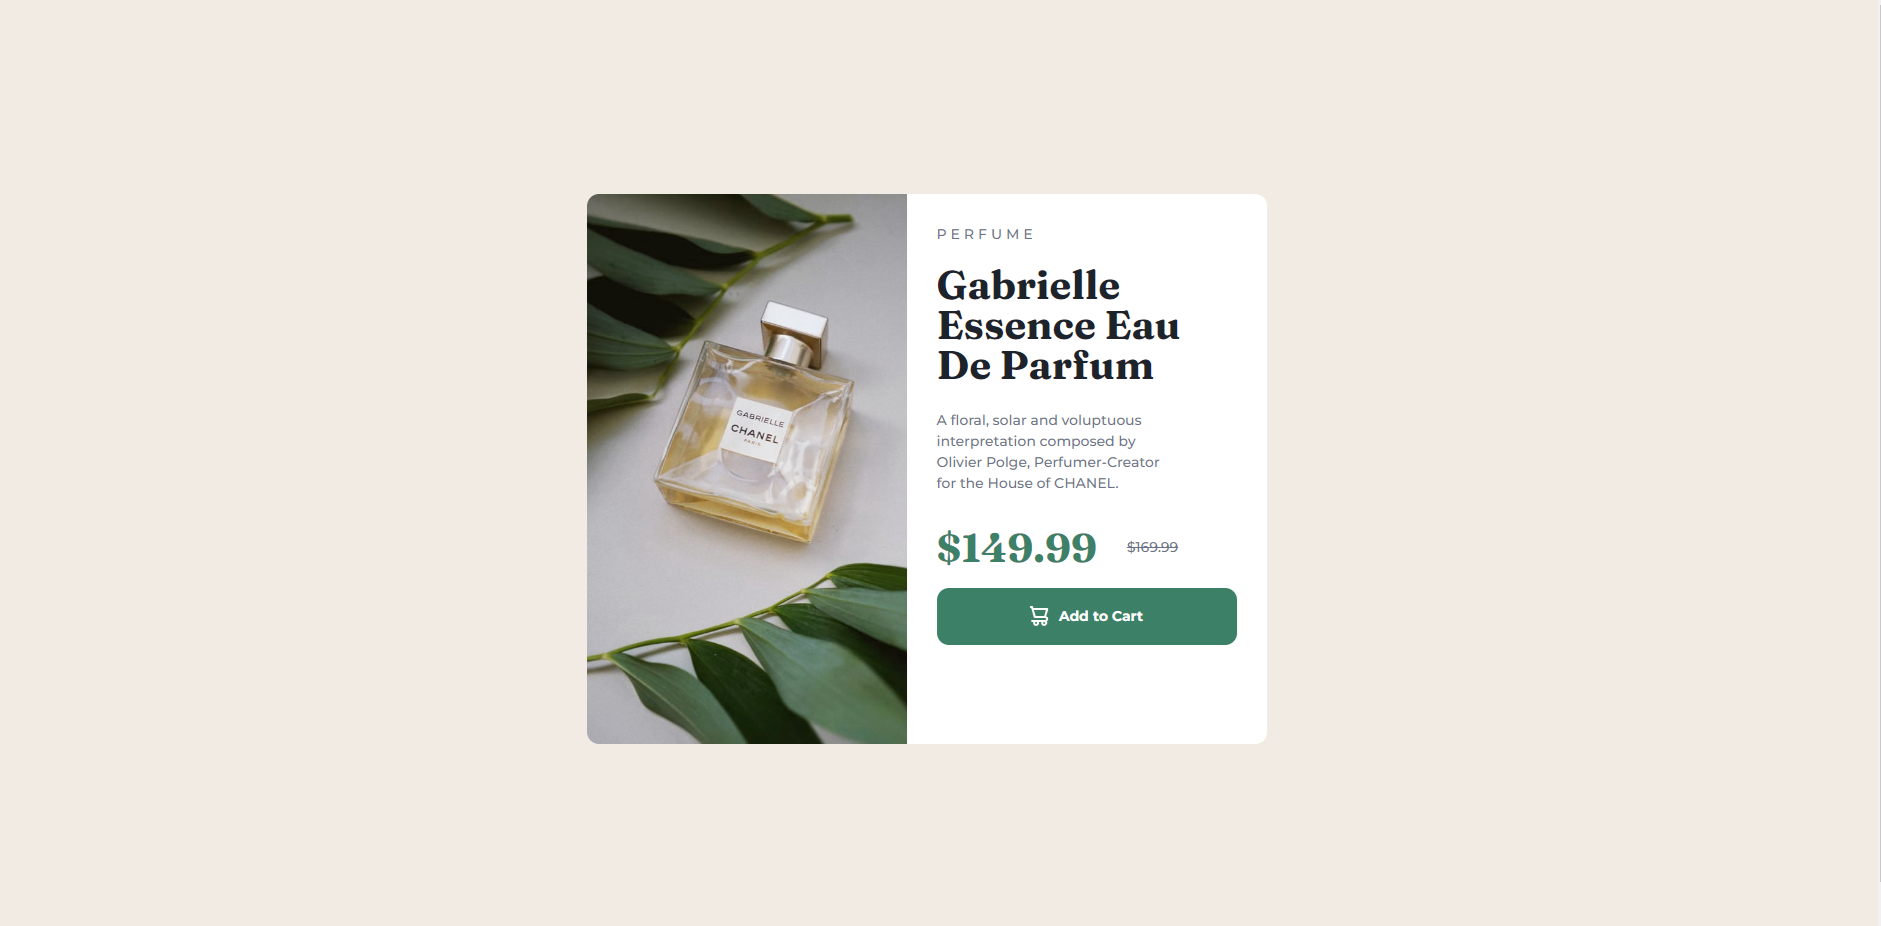 PERFUME
Gabrielle
Essence Eau
De Parfum
A floral, solar and voluptuous
interpretation composed by
Olivier Polge, Perfumer-Creator
for the House of CHANEL.
$149.99 $169.99
Add to Cart
GABRIELLE
CHANEL
PARIS